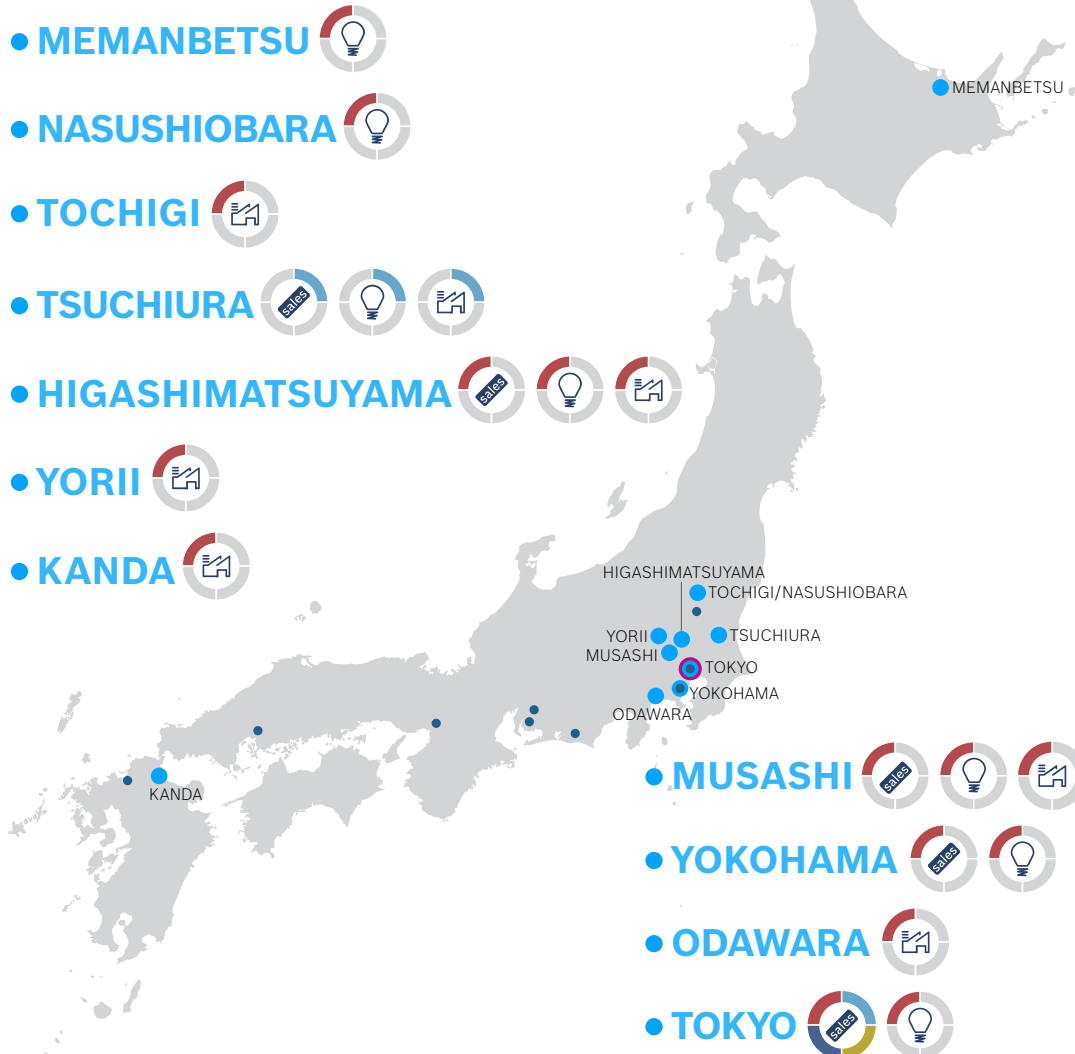 MEMANBETSU
NASUSHIOBARA
TOCHIGI
TSUCHIURA sales
HIGASHIMATSUYAMA sales
YORII
KANDA
MEMANBETSU
HIGASHIMATSUYAMA
TOCHIGI/NASUSHIOBARA
YORII
TSUCHIURA
MUSASHI
TOKYO
YOKOHAMA
ODAWARA
KANDA
MUSASHI sales
YOKOHAMA sales
ODAWARA
TOKYO sales